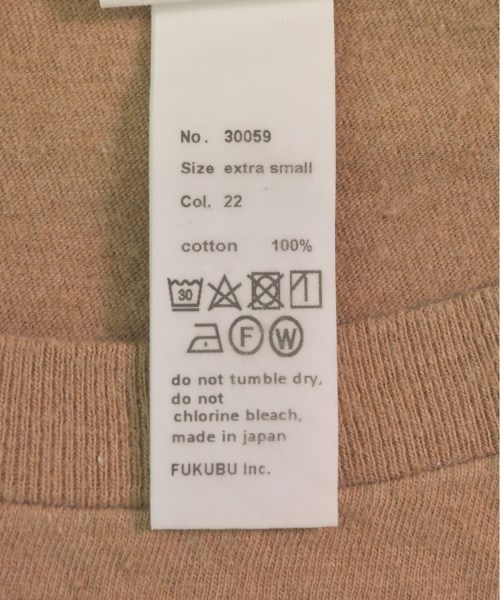 No. 30059
Size extra small
Col. 22
cotton 100%
30
F W
do not tumble dry,
do not
chlorine bleach,
made in japan
FUKUBU Inc.